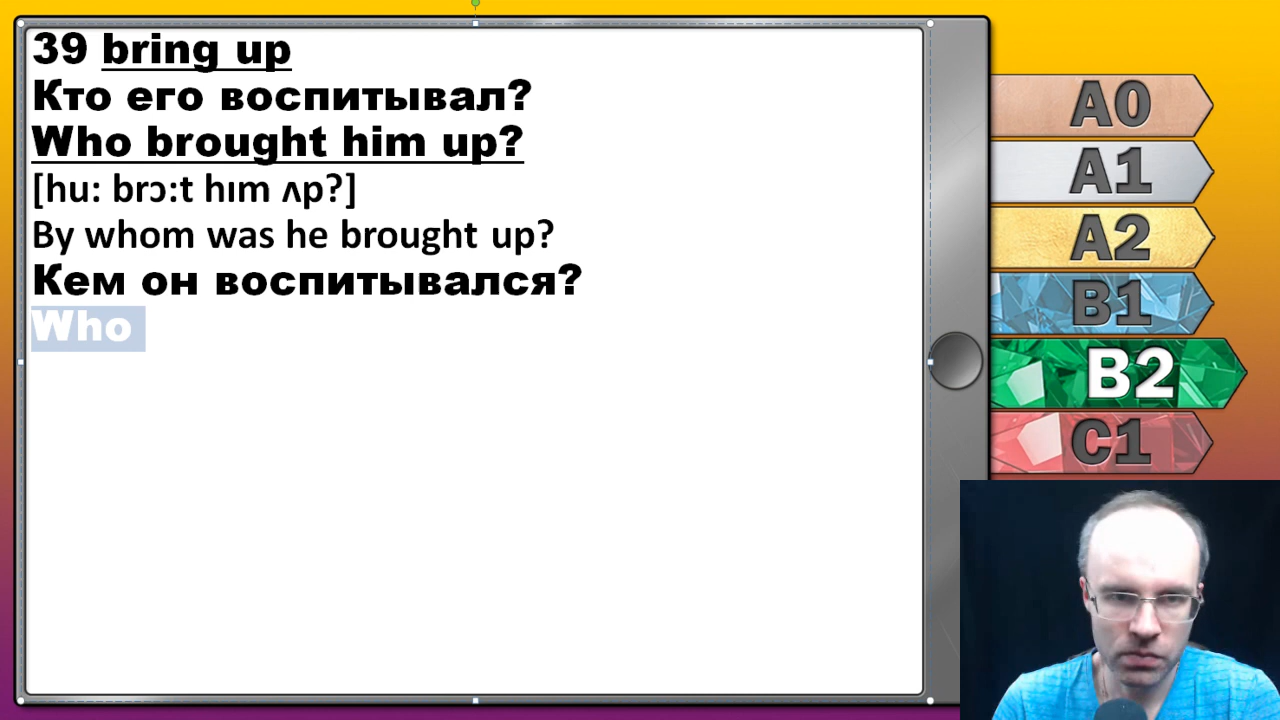 39 bring up
Кто его воспитывал?
Who brought him up?
[hu: brɔ:t hɪm ʌp?]
By whom was he brought up?
Кем он воспитывался?
Who
A0
A1
A2
B1
B2
C1